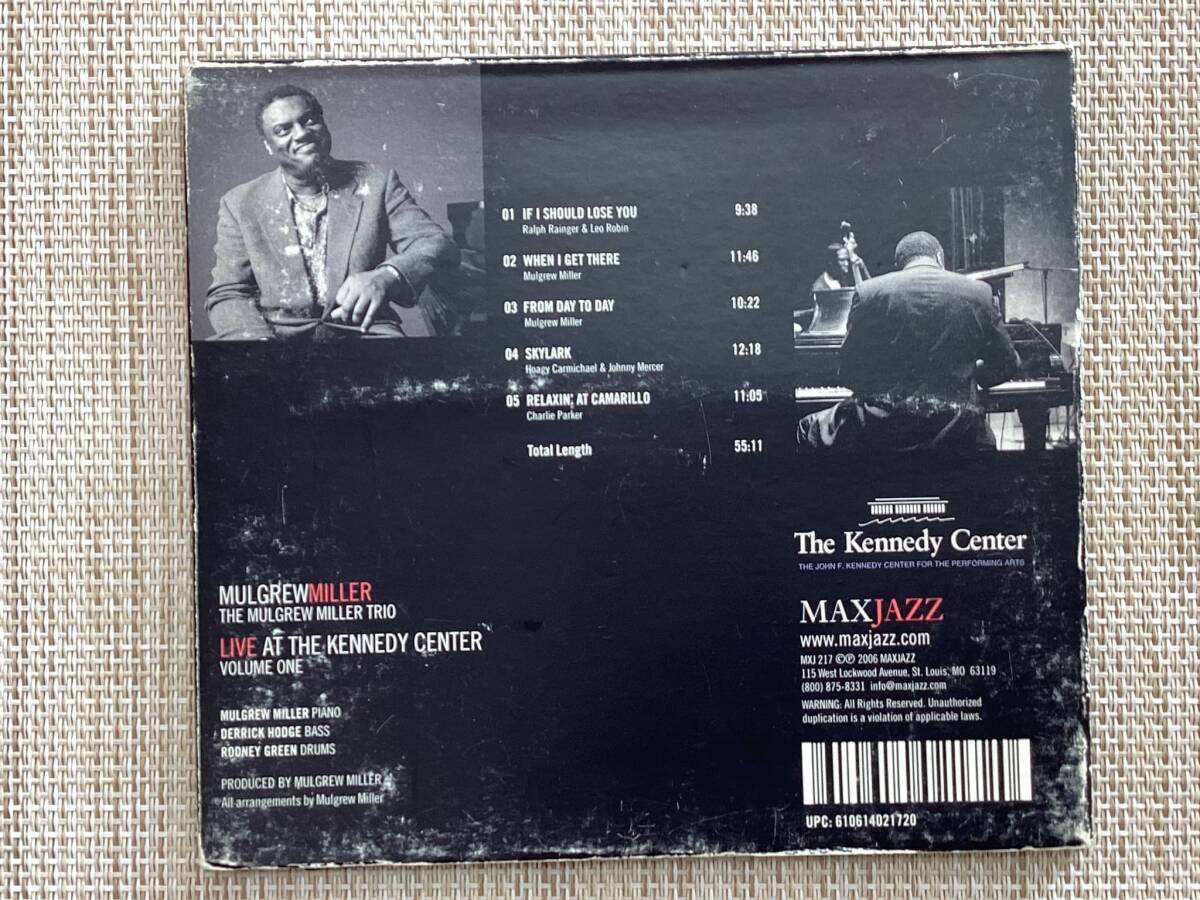 01 IF I SHOULD LOSE YOU 9:38
Ralph Rainger & Leo Robin
02 WHEN I GET THERE 11:46
Mulgrew Miller
03 FROM DAY TO DAY 10:22
Mulgrew Miller
04 SKYLARK 12:18
Hoagy Carmichael & Johnny Mercer
05 RELAXIN' AT CAMARILLO 11:05
Charlie Parker
Total Length 55:11
The Kennedy Center
THE JOHN F. KENNEDY CENTER FOR THE PERFORMING ARTS
MULGREWMILLER
THE MULGREW MILLER TRIO
LIVE AT THE KENNEDY CENTER
VOLUME ONE
MULGREW MILLER PIANO
DERRICK HODGE BASS
RODNEY GREEN DRUMS
PRODUCED BY MULGREW MILLER
All arrangements by Mulgrew Miller
MAXJAZZ
www.maxjazz.com
MXJ 217 ©℗ 2006 MAXJAZZ
115 West Lockwood Avenue, St. Louis, MO 63119
(800) 875-8331 info@maxjazz.com
WARNING: All Rights Reserved. Unauthorized
duplication is a violation of applicable laws.
UPC: 610614021720